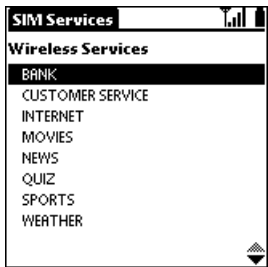 SIM Services
Wireless Services
BANK
CUSTOMER SERVICE
INTERNET
MOVIES
NEWS
QUIZ
SPORTS
WEATHER